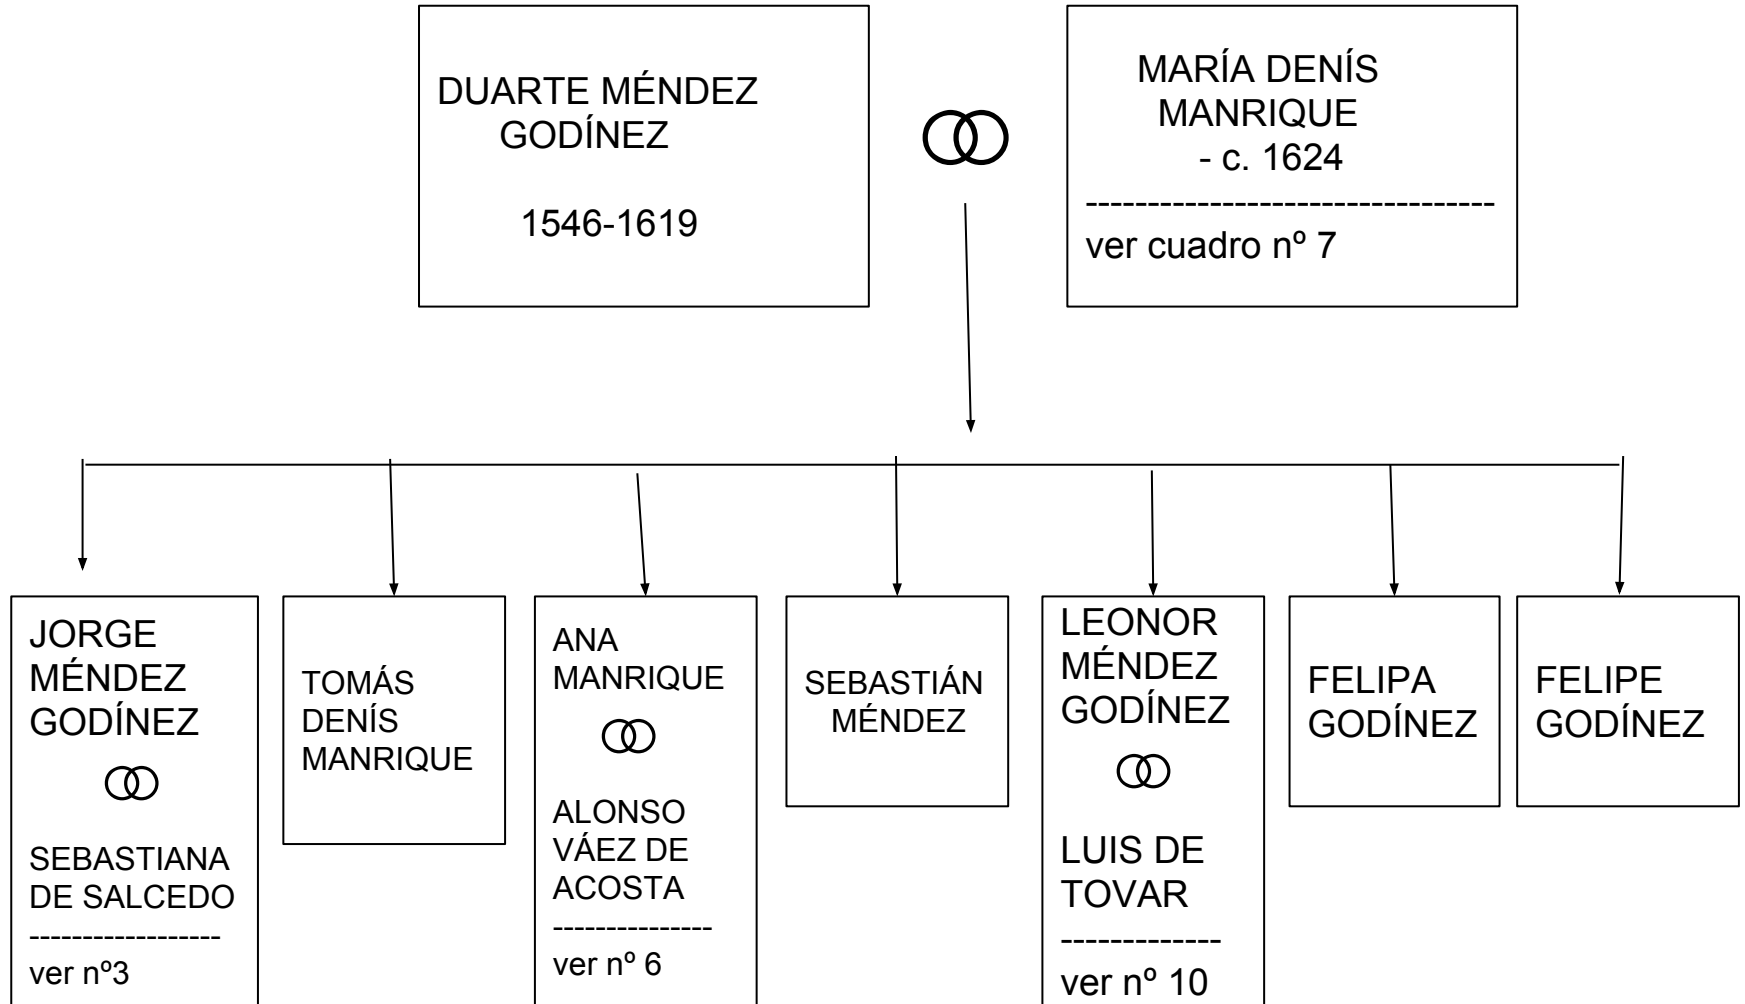 DUARTE MÉNDEZ
GODÍNEZ
1546-1619
MARÍA DENÍS
MANRIQUE
- c. 1624
---------------------------------
ver cuadro nº 7
JORGE
MÉNDEZ
GODÍNEZ
SEBASTIANA
DE SALCEDO
------------------
ver nº3
TOMÁS
DENÍS
MANRIQUE
ANA
MANRIQUE
ALONSO
VÁEZ DE
ACOSTA
---------------
ver nº 6
SEBASTIÁN
MÉNDEZ
LEONOR
MÉNDEZ
GODÍNEZ
LUIS DE
TOVAR
-------------
ver nº 10
FELIPA
GODÍNEZ
FELIPE
GODÍNEZ